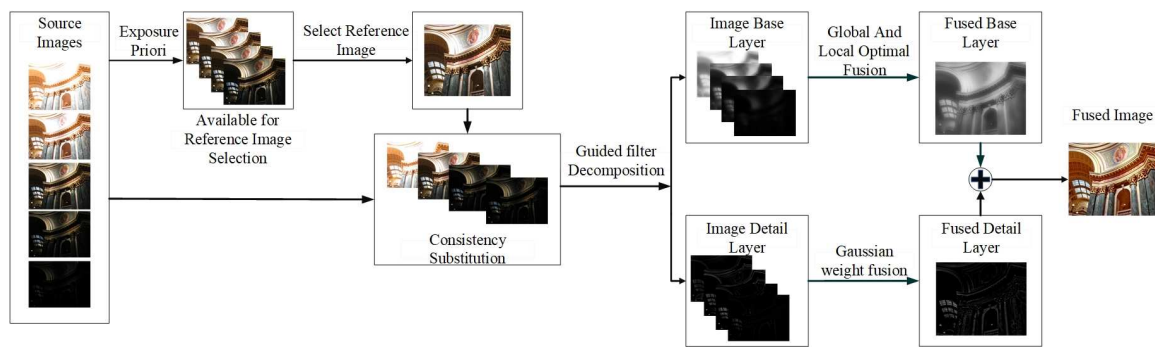 Source
Images
Exposure
Priori
Available for
Reference Image
Selection
Select Reference
Image
Consistency
Substitution
Guided filter
Decomposition
Image Base
Layer
Global And
Local Optimal
Fusion
Fused Base
Layer
Image Detail
Layer
Gaussian
weight fusion
Fused Detail
Layer
Fused Image